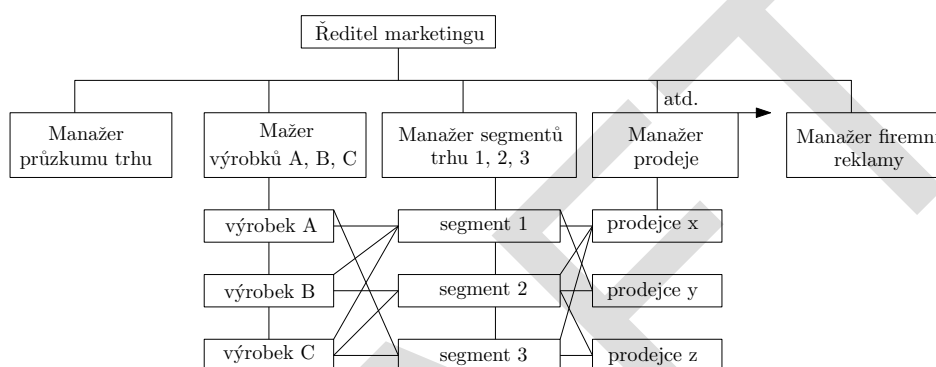 Ředitel marketingu
atd.
Manažer
průzkumu trhu
Mažer
výrobků A, B, C
Manažer segmentů
trhu 1, 2, 3
Manažer
prodeje
Manažer firemní
reklamy
výrobek A
segment 1
prodejce x
výrobek B
segment 2
prodejce y
výrobek C
segment 3
prodejce z